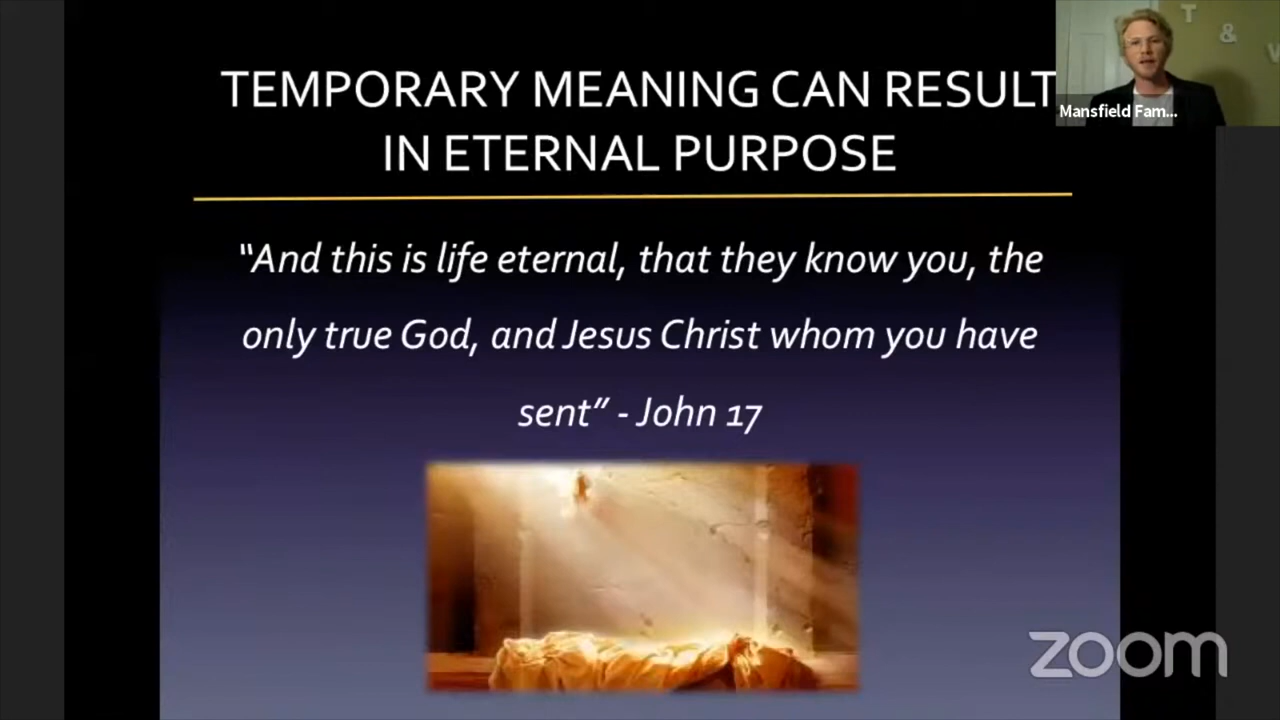 TEMPORARY MEANING CAN RESULT
IN ETERNAL PURPOSE
“And this is life eternal, that they know you, the
only true God, and Jesus Christ whom you have
sent” - John 17
T &
Mansfield Fam...
zoom